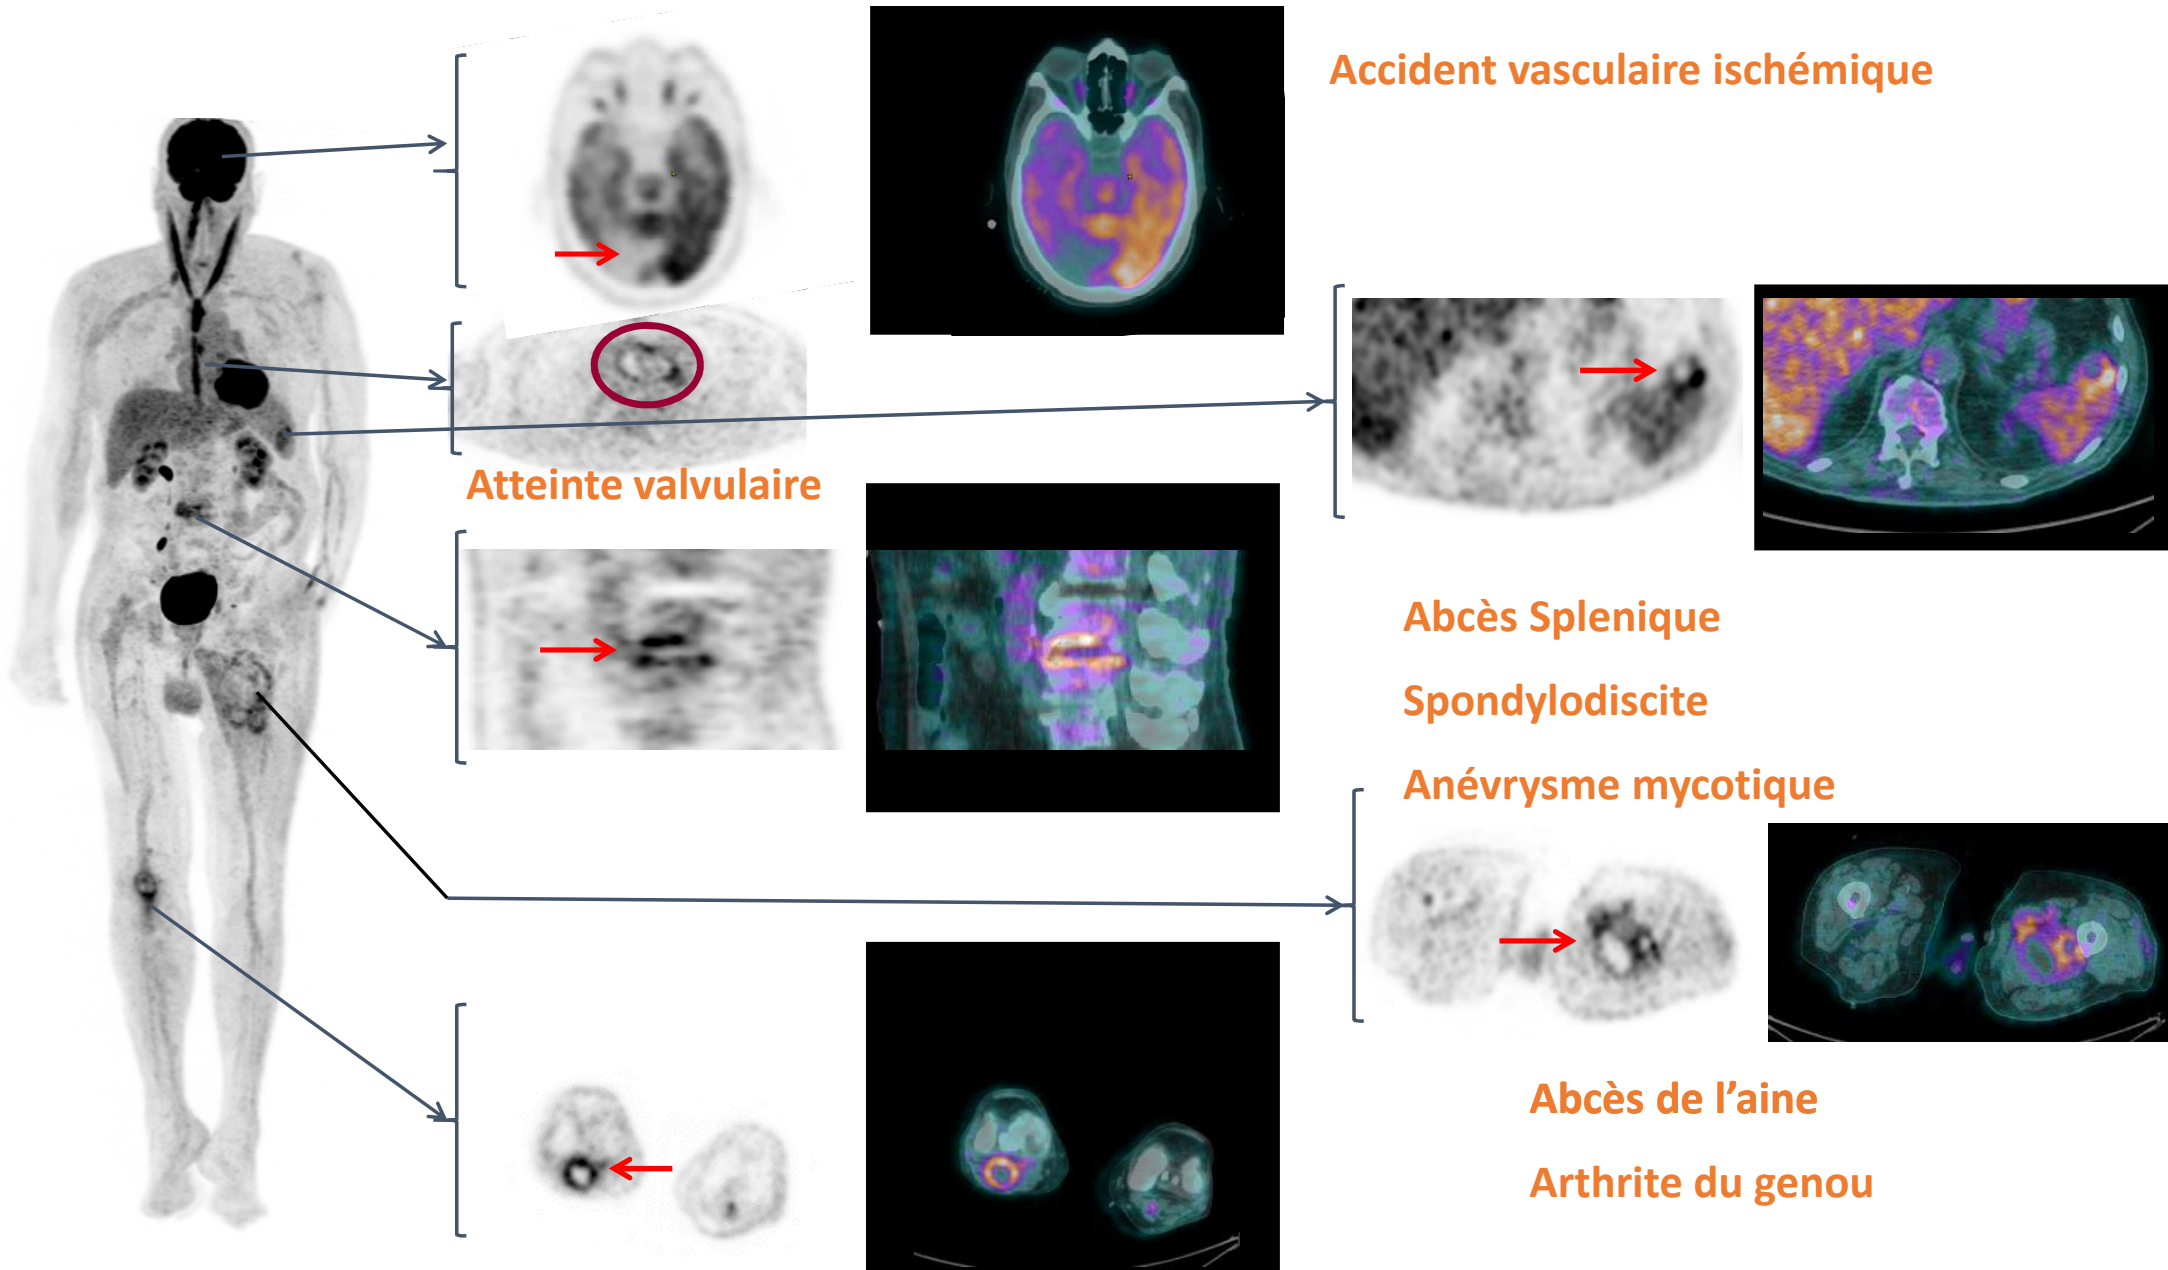 Accident vasculaire ischémique
Atteinte valvulaire
Abcès Splenique
Spondylodiscite
Anévrysme mycotique
Abcès de l’aine
Arthrite du genou